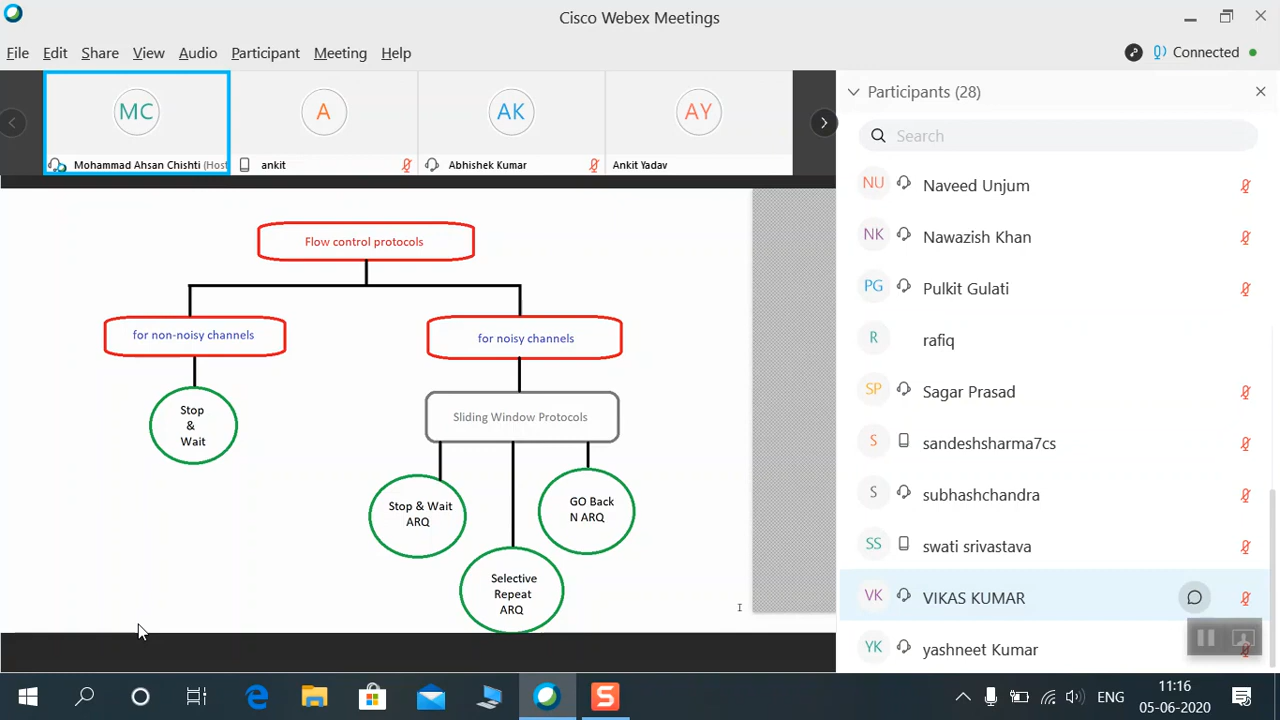 Cisco Webex Meetings
File Edit Share View Audio Participant Meeting Help
Connected
MC
Mohammad Ahsan Chishti (Host
A
ankit
AK
Abhishek Kumar
AY
Ankit Yadav
Flow control protocols
for non-noisy channels
for noisy channels
Stop
&
Wait
Sliding Window Protocols
Stop & Wait
ARQ
GO Back
N ARQ
Selective
Repeat
ARQ
Participants (28)
Search
NU Naveed Unjum
NK Nawazish Khan
PG Pulkit Gulati
R rafiq
SP Sagar Prasad
S sandeshsharma7cs
S subhashchandra
SS swati srivastava
VK VIKAS KUMAR
YK yashneet Kumar
S
ENG
11:16
05-06-2020